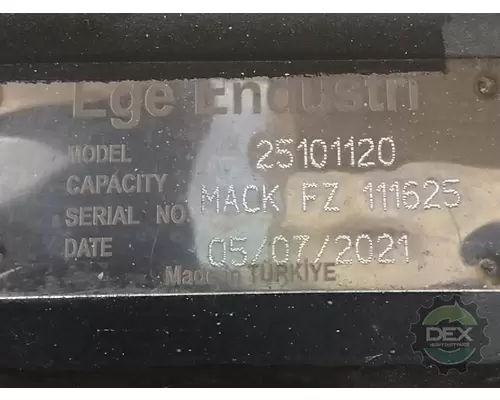 Ege Endustri
MODEL 25101120
CAPACITY
SERIAL NO. MACK FZ 111625
DATE 05/07/2021
Made in TURKIYE
DEX